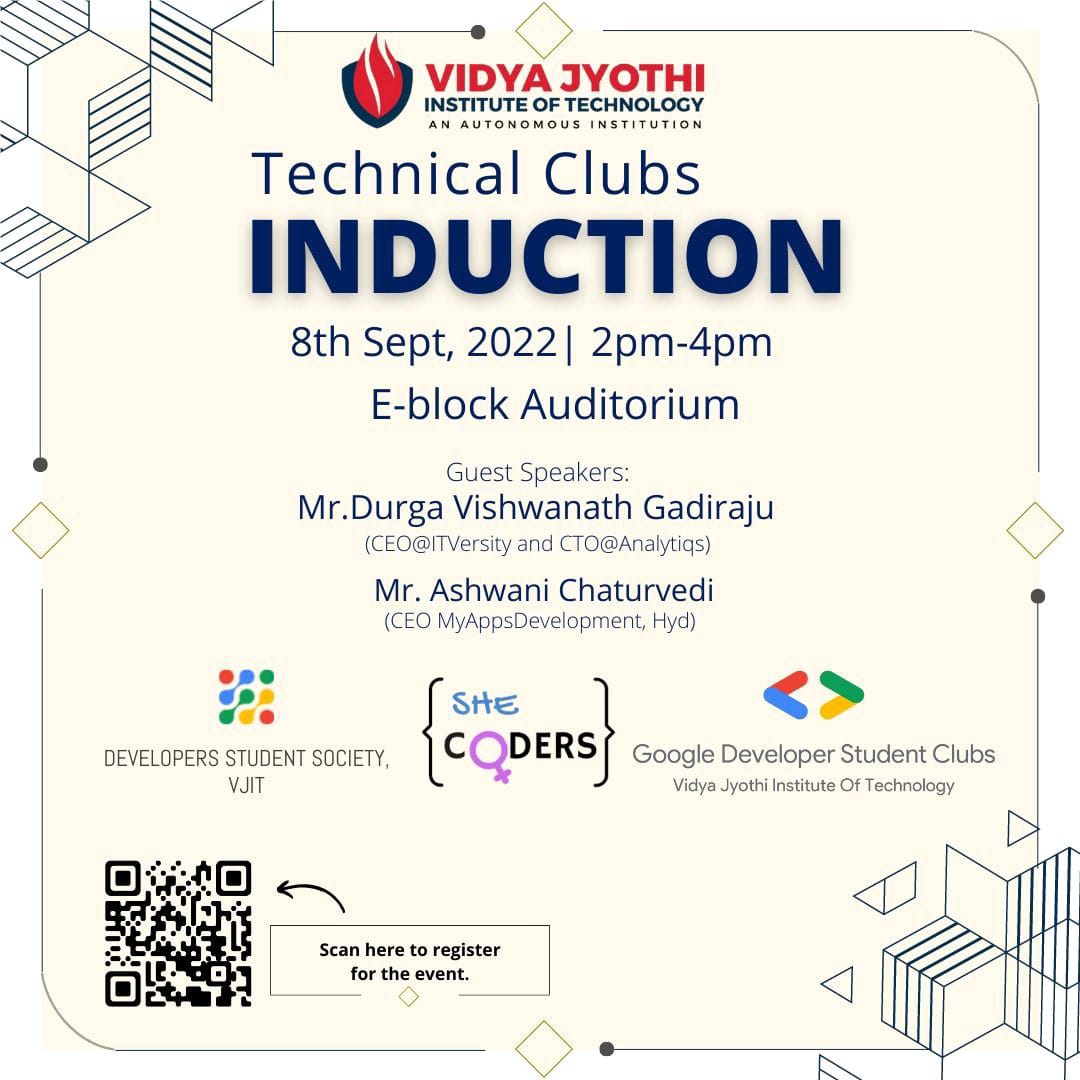 VIDYA JYOTHI
INSTITUTE OF TECHNOLOGY
AN AUTONOMOUS INSTITUTION
Technical Clubs
INDUCTION
8th Sept, 2022| 2pm-4pm
E-block Auditorium
Guest Speakers:
Mr.Durga Vishwanath Gadiraju
(CEO@ITVersity and CTO@Analytiqs)
Mr. Ashwani Chaturvedi
(CEO MyAppsDevelopment, Hyd)
DEVELOPERS STUDENT SOCIETY,
VJIT
SHE
CODERS
Google Developer Student Clubs
Vidya Jyothi Institute Of Technology
Scan here to register
for the event.